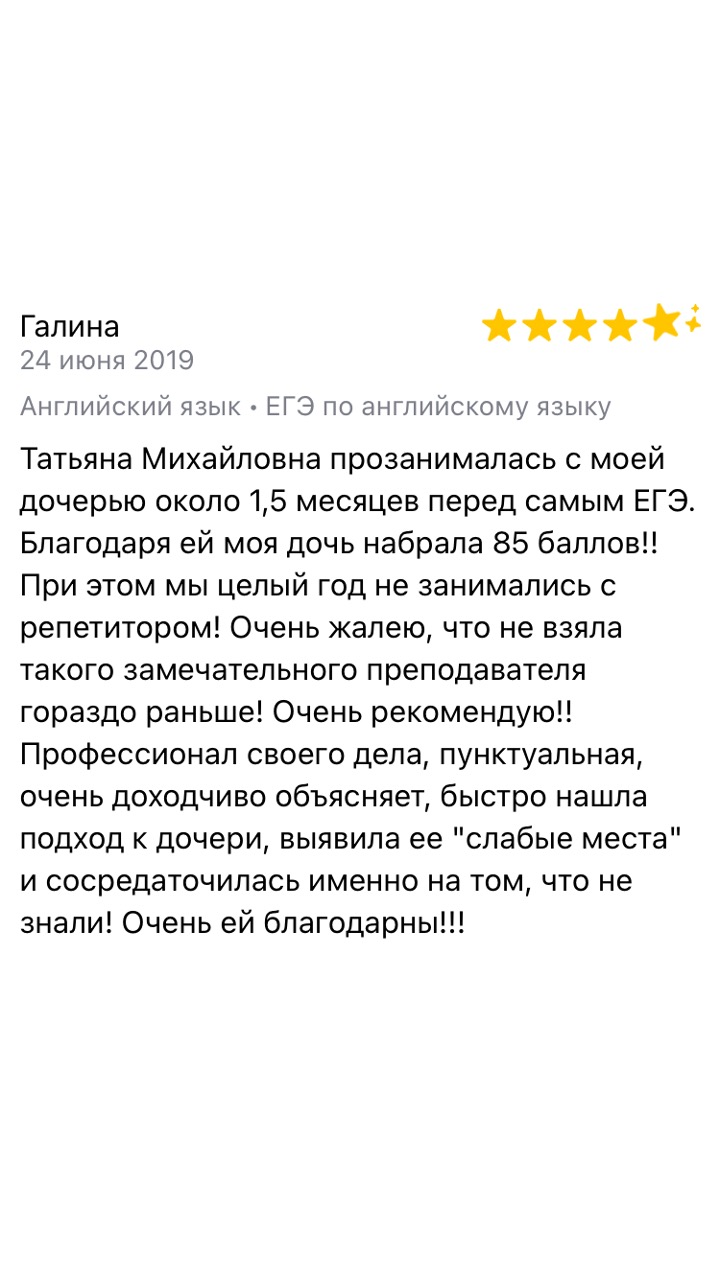 Галина
24 июня 2019
Английский язык • ЕГЭ по английскому языку
Татьяна Михайловна прозанималась с моей
дочерью около 1,5 месяцев перед самым ЕГЭ.
Благодаря ей моя дочь набрала 85 баллов!!
При этом мы целый год не занимались с
репетитором! Очень жалею, что не взяла
такого замечательного преподавателя
гораздо раньше! Очень рекомендую!!
Профессионал своего дела, пунктуальная,
очень доходчиво объясняет, быстро нашла
подход к дочери, выявила ее "слабые места"
и сосредаточилась именно на том, что не
знали! Очень ей благодарны!!!